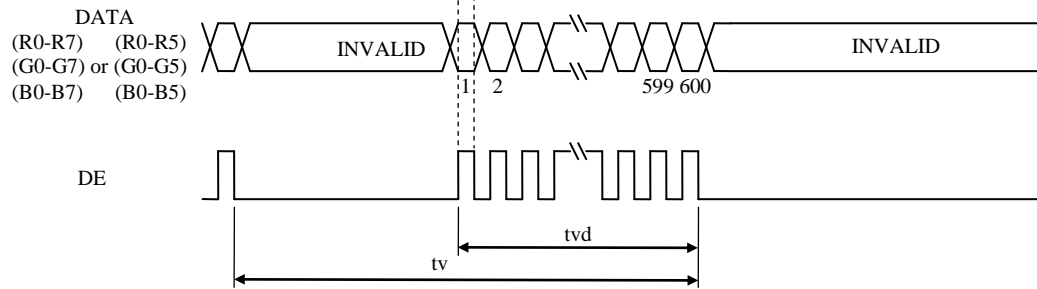 DATA
(R0-R7) (R0-R5)
(G0-G7) or (G0-G5)
(B0-B7) (B0-B5)
INVALID
INVALID
1 2 599 600
DE
tvd
tv